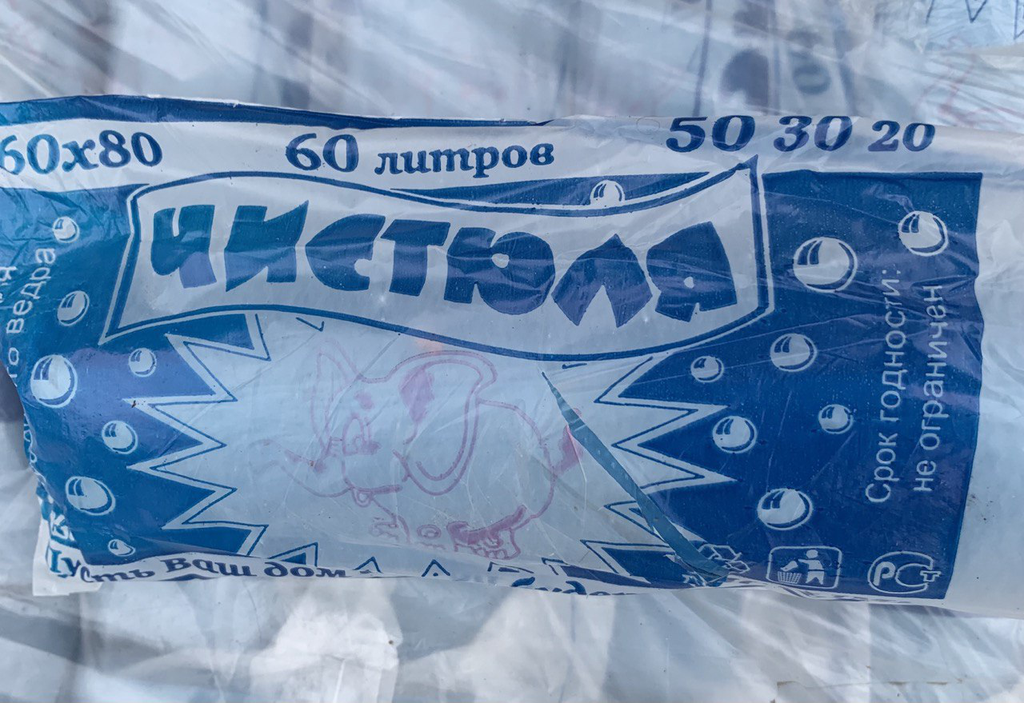 60х80 60 литров 50 30 20
ЧИСТЮЛЯ
Срок годности:
не ограничен
ведра
Пусть ваш дом